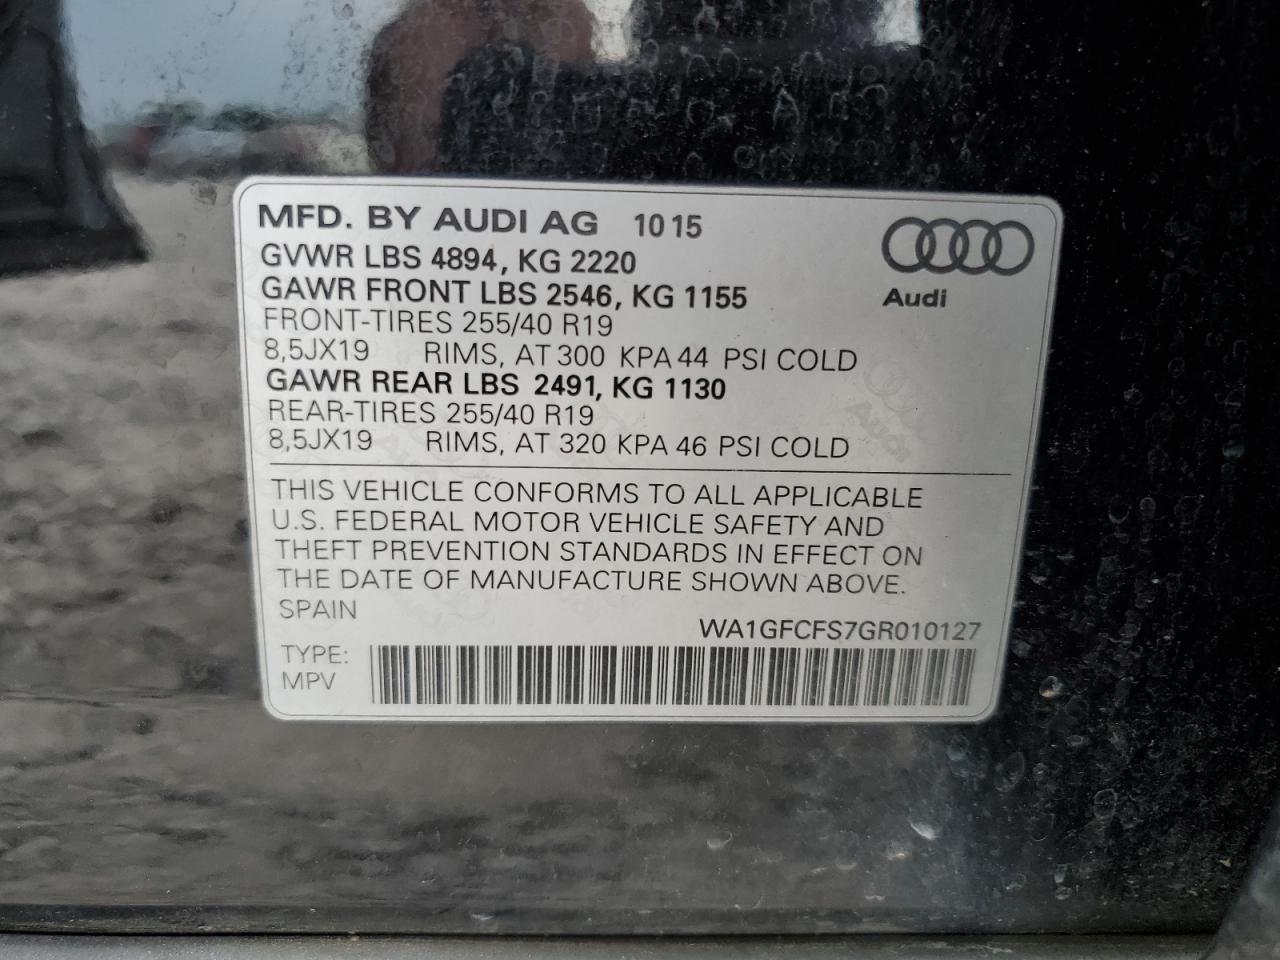 MFD. BY AUDI AG 10 15
GVWR LBS 4894, KG 2220
GAWR FRONT LBS 2546, KG 1155
FRONT-TIRES 255/40 R19
8,5JX19 RIMS, AT 300 KPA 44 PSI COLD
GAWR REAR LBS 2491, KG 1130
REAR-TIRES 255/40 R19
8,5JX19 RIMS, AT 320 KPA 46 PSI COLD
Audi
THIS VEHICLE CONFORMS TO ALL APPLICABLE
U.S. FEDERAL MOTOR VEHICLE SAFETY AND
THEFT PREVENTION STANDARDS IN EFFECT ON
THE DATE OF MANUFACTURE SHOWN ABOVE.
SPAIN
WA1GFCFS7GR010127
TYPE:
MPV